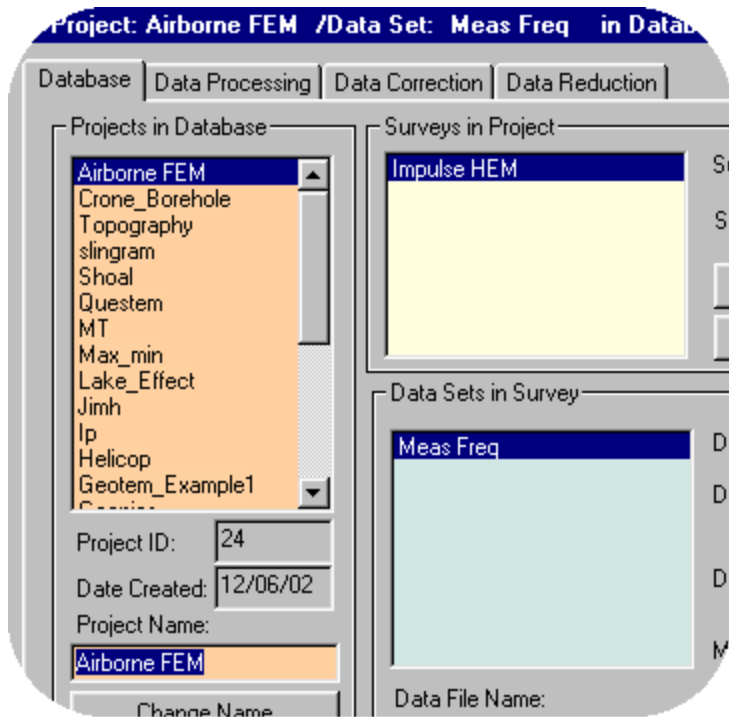 Project: Airborne FEM /Data Set: Meas Freq in Datab
Database Data Processing Data Correction Data Reduction
Projects in Database
Airborne FEM
Crone_Borehole
Topography
slingram
Shoal
Questem
MT
Max_min
Lake_Effect
Jimh
Ip
Helicop
Geotem_Example1
Project ID: 24
Date Created: 12/06/02
Project Name:
Airborne FEM
Change Name
Surveys in Project
Impulse HEM
Data Sets in Survey
Meas Freq
Data File Name: